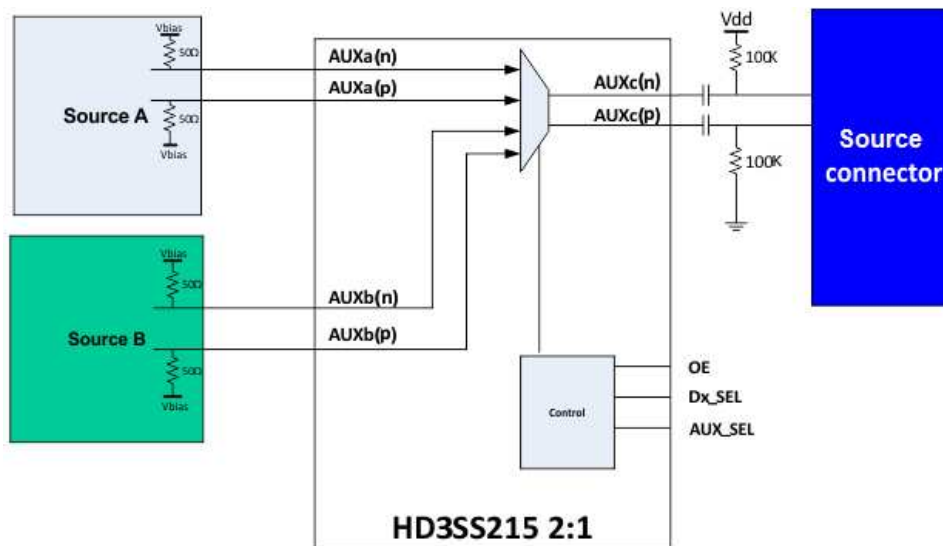 Vbias
50Ω
Source A
50Ω
Vbias
Vbias
50Ω
Source B
50Ω
Vbias
AUXa(n)
AUXa(p)
AUXb(n)
AUXb(p)
AUXc(n)
AUXc(p)
Vdd
100K
100K
Source
connector
Control
OE
Dx_SEL
AUX_SEL
HD3SS215 2:1